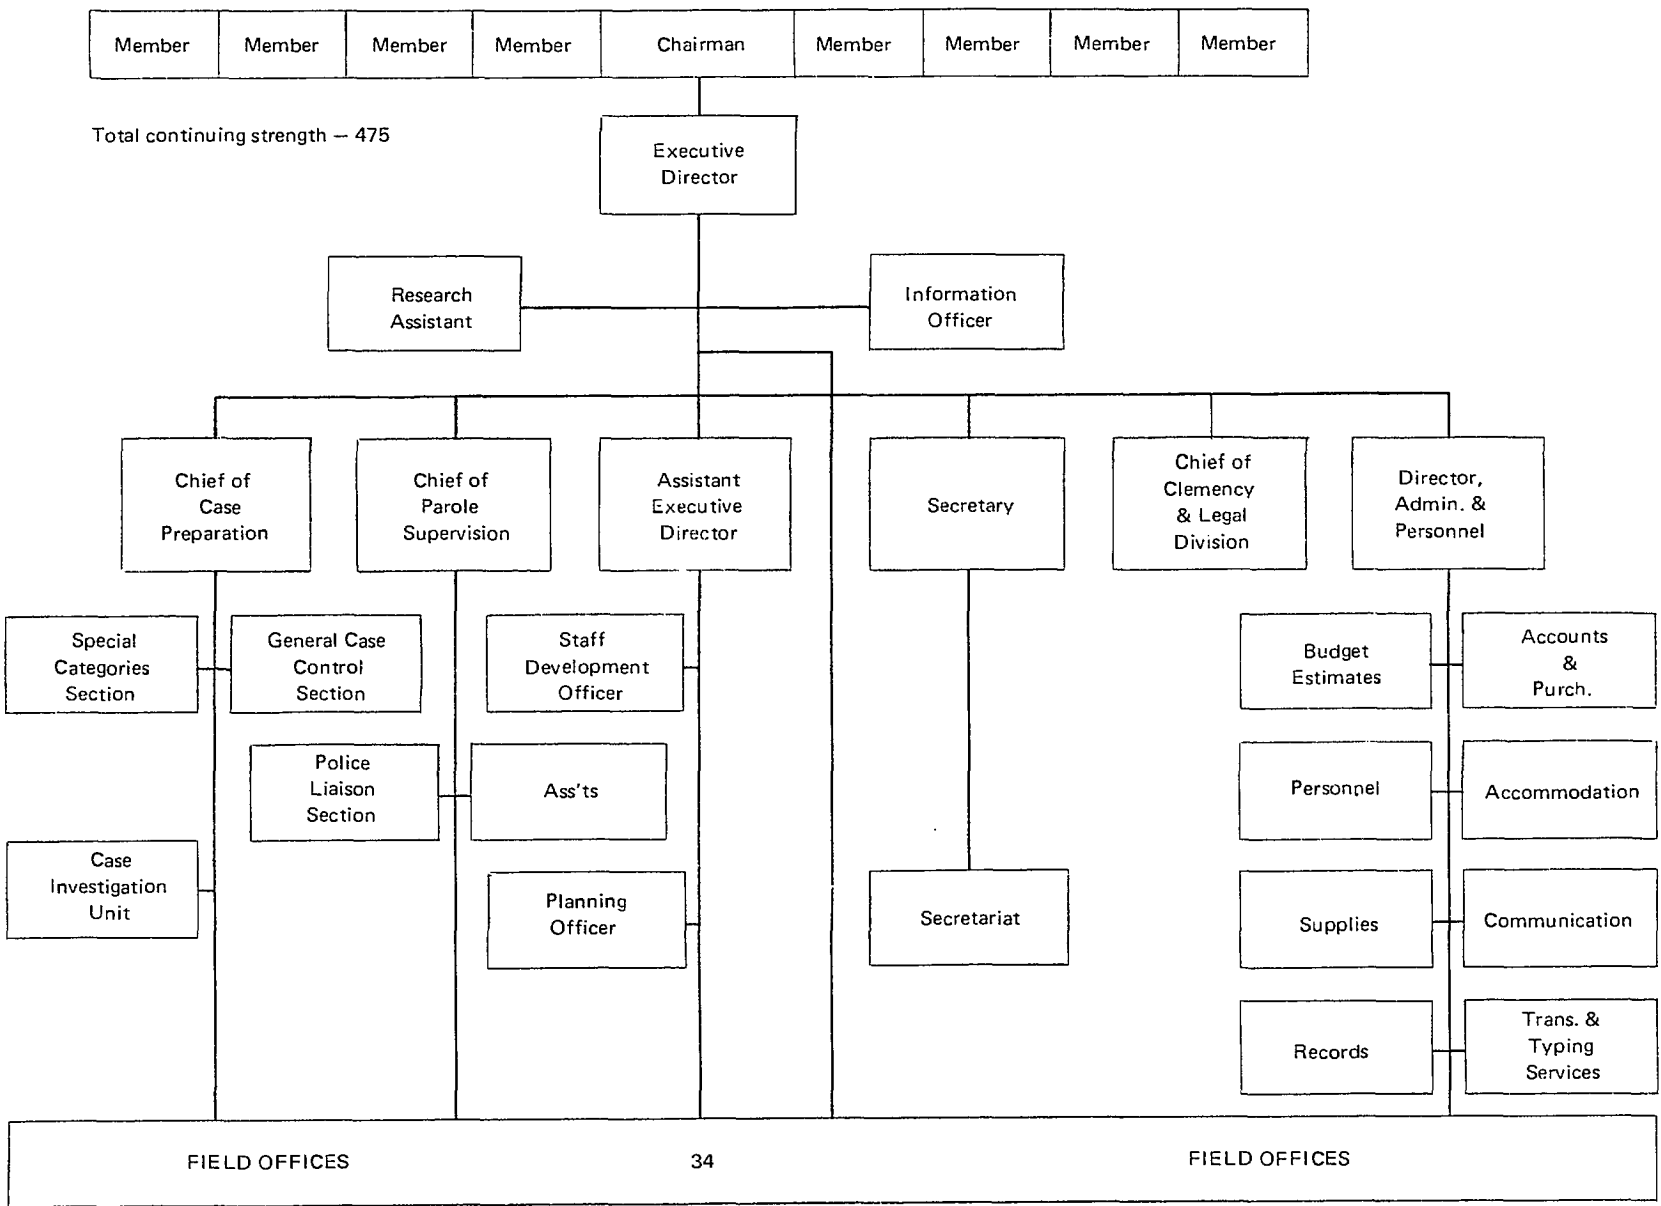 Member Member Member Member Chairman Member Member Member Member
Total continuing strength — 475
Executive
Director
Research
Assistant
Information
Officer
Chief of
Case
Preparation
Chief of
Parole
Supervision
Assistant
Executive
Director
Secretary
Chief of
Clemency
& Legal
Division
Director,
Admin. &
Personnel
Special
Categories
Section
General Case
Control
Section
Staff
Development
Officer
Budget
Estimates
Accounts
&
Purch.
Police
Liaison
Section
Ass'ts
Personnel
Accommodation
Case
Investigation
Unit
Planning
Officer
Secretariat
Supplies
Communication
Records
Trans. &
Typing
Services
FIELD OFFICES 34 FIELD OFFICES